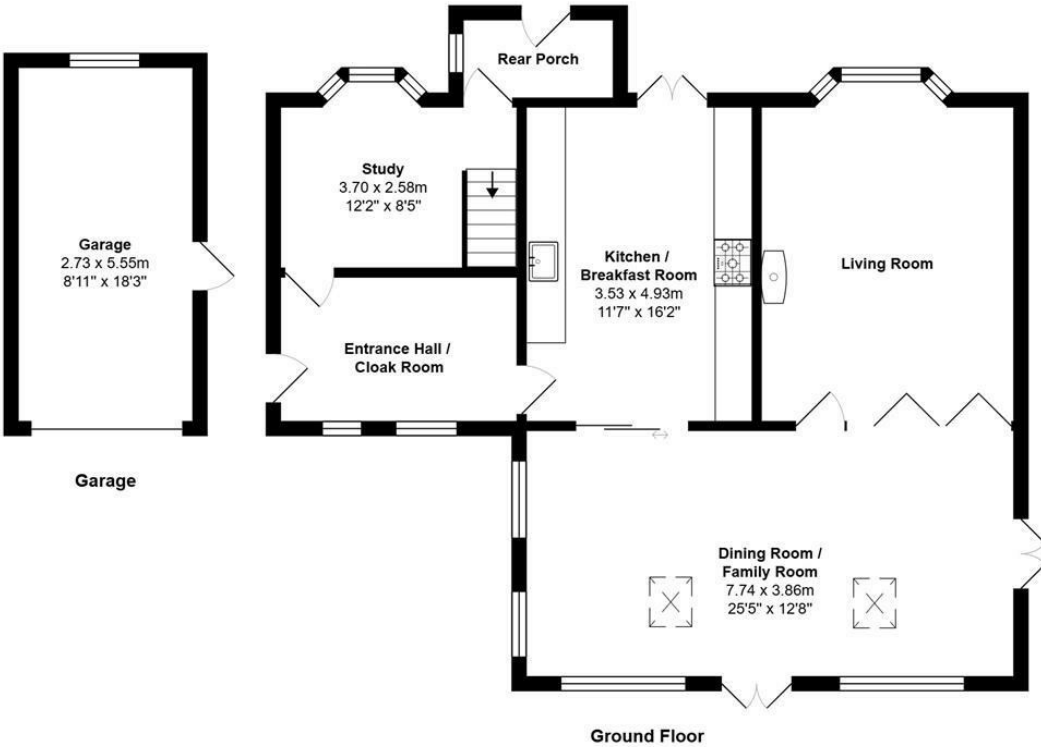 Rear Porch
Study
3.70 x 2.58m
12'2" x 8'5"
Garage
2.73 x 5.55m
8'11" x 18'3"
Kitchen /
Breakfast Room
3.53 x 4.93m
11'7" x 16'2"
Living Room
Entrance Hall /
Cloak Room
Garage
Dining Room /
Family Room
7.74 x 3.86m
25'5" x 12'8"
Ground Floor